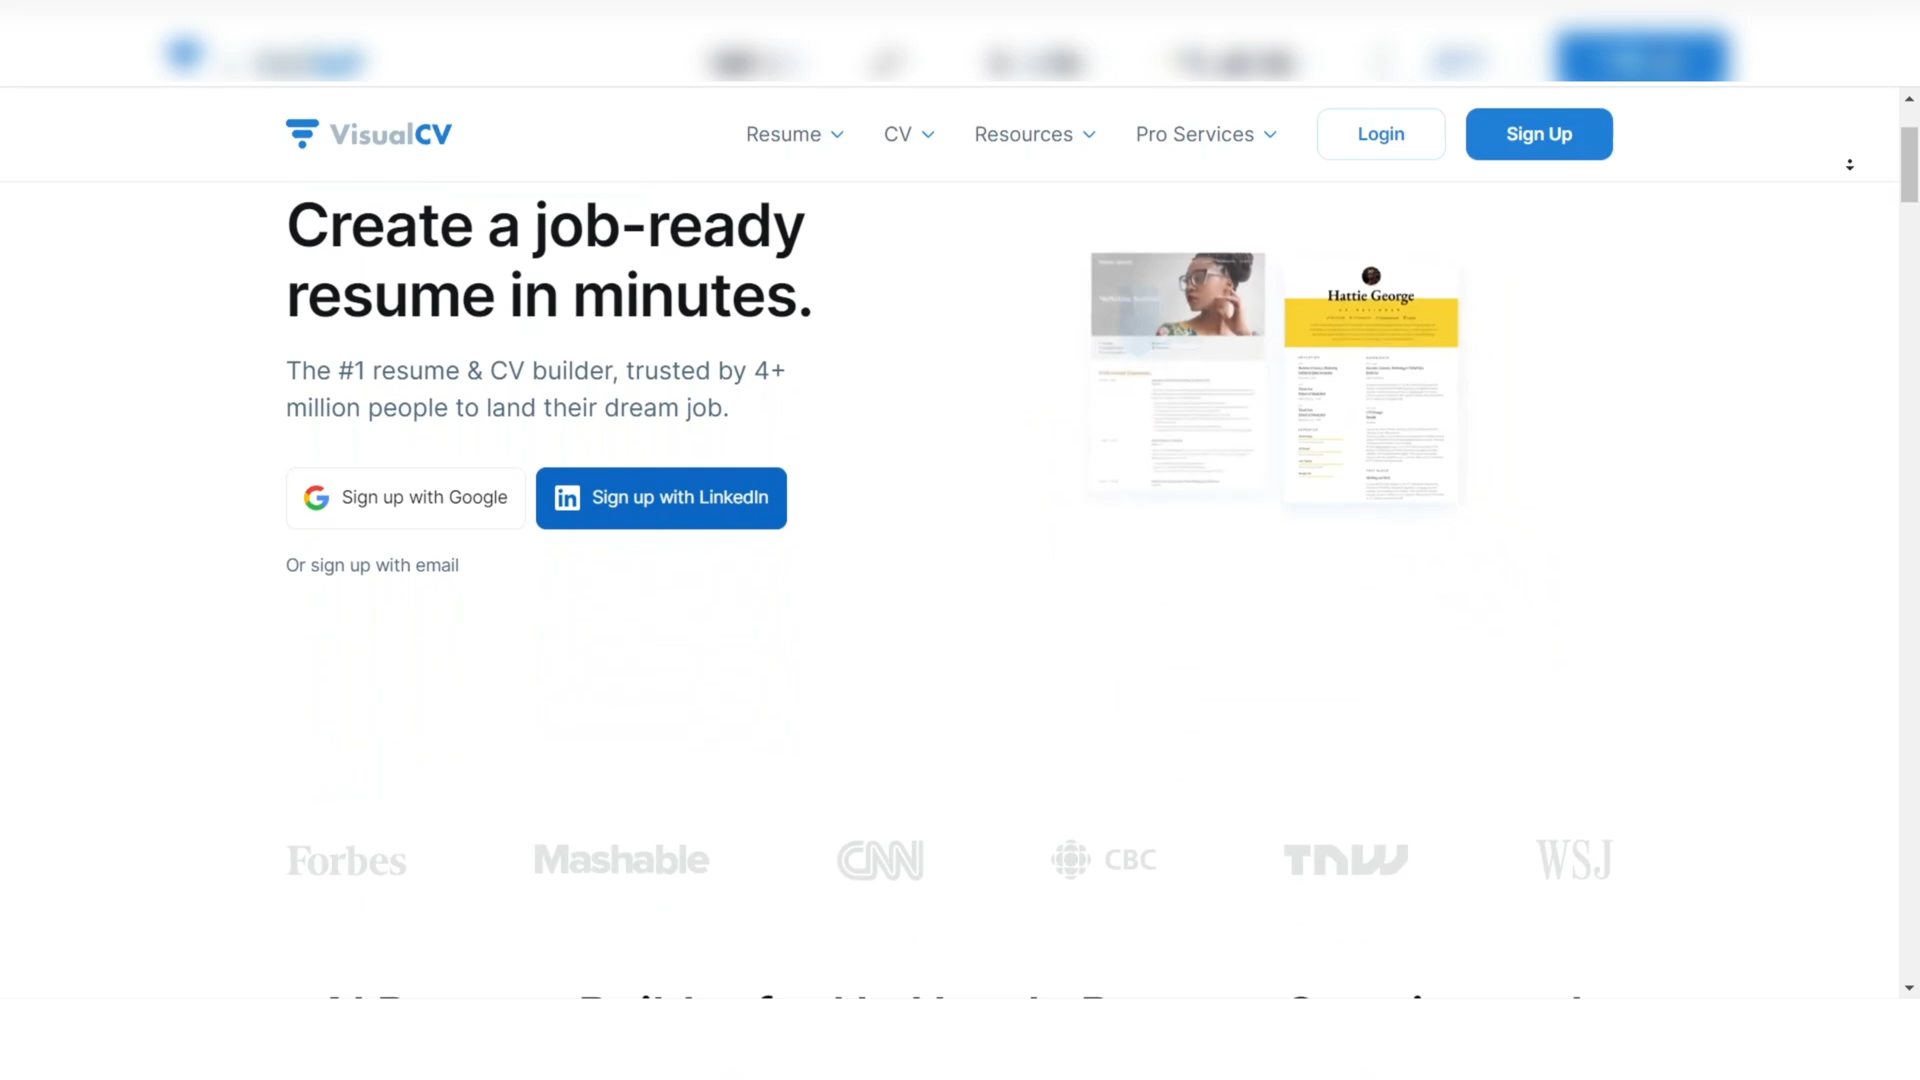 VisualCV
Resume
CV
Resources
Pro Services
Login
Sign Up
Create a job-ready
resume in minutes.
The #1 resume & CV builder, trusted by 4+
million people to land their dream job.
Sign up with Google
in Sign up with LinkedIn
Or sign up with email
Hattie George
Forbes
Mashable
CNN
CBC
TNW
WSJ